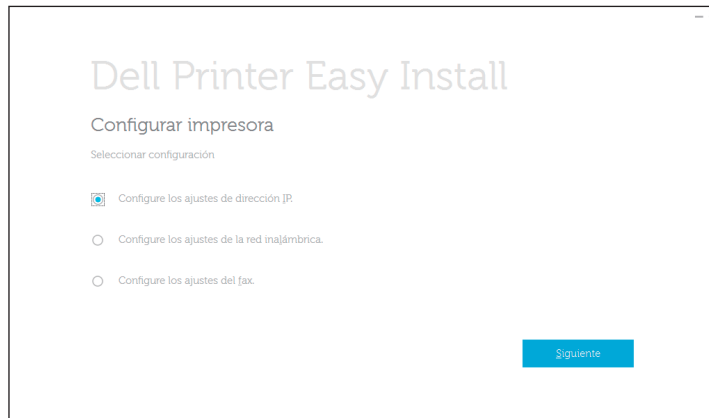 Dell Printer Easy Install
Configurar impresora
Seleccionar configuración
Configure los ajustes de dirección IP.
Configure los ajustes de la red inalámbrica.
Configure los ajustes del fax.
Siguiente